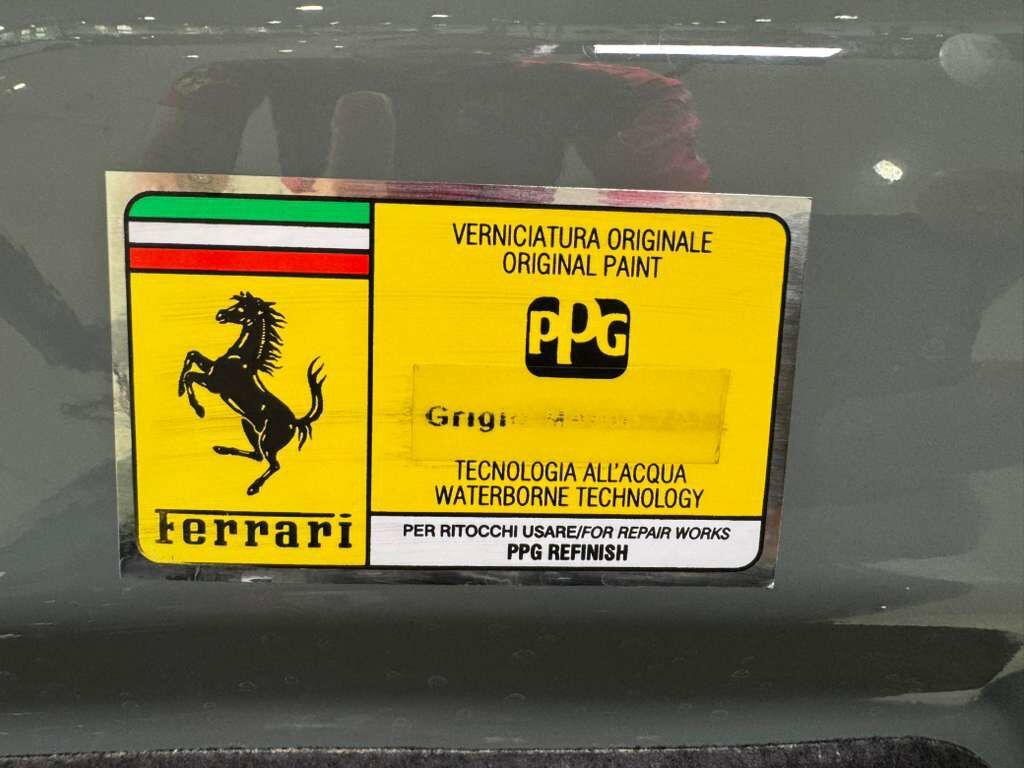 VERNICIATURA ORIGINALE
ORIGINAL PAINT
PPG
TECNOLOGIA ALL'ACQUA
WATERBORNE TECHNOLOGY
Ferrari
PER RITOCCHI USARE/FOR REPAIR WORKS
PPG REFINISH